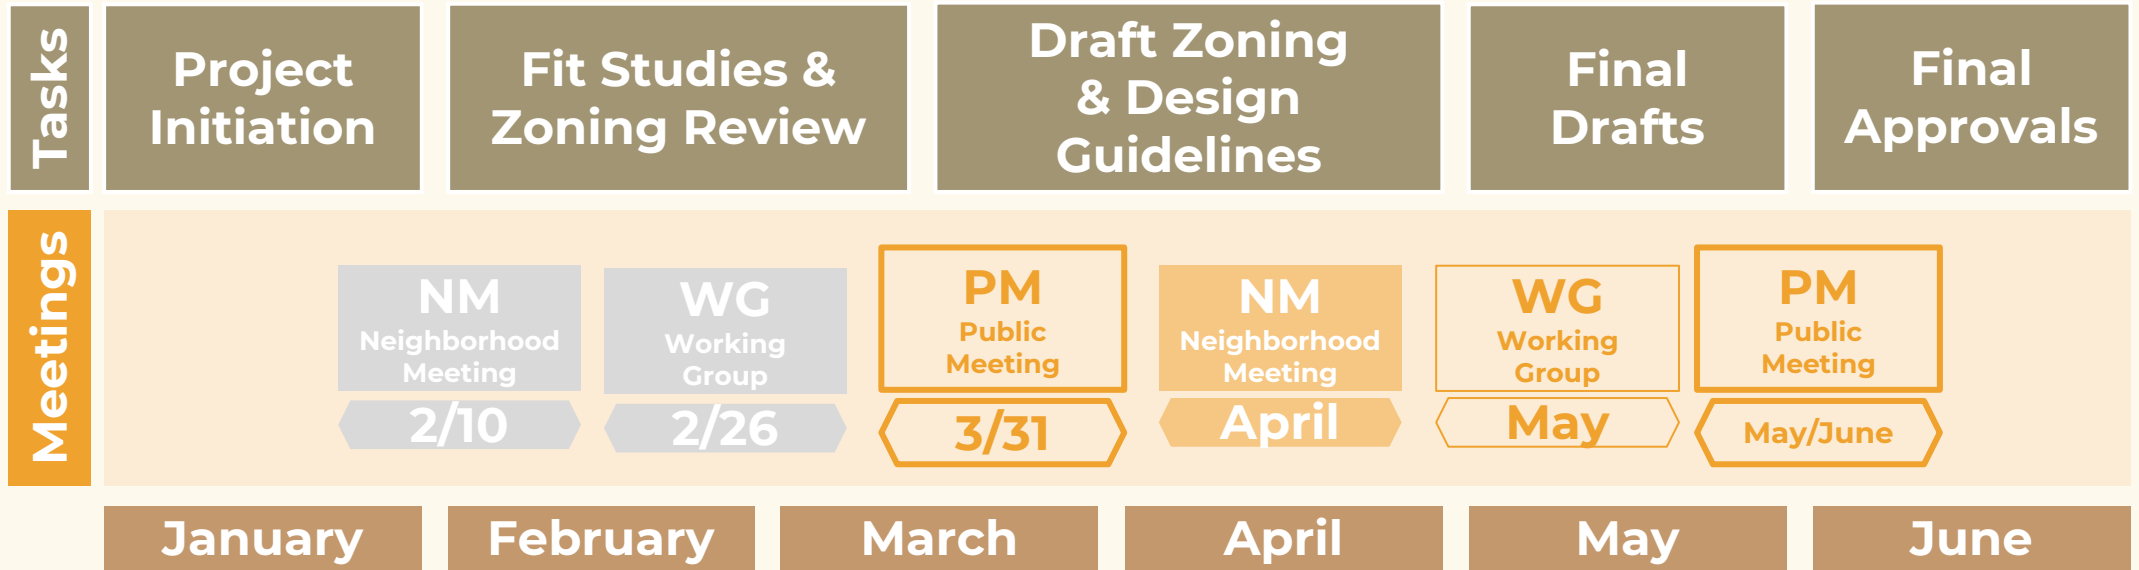 Tasks
Project
Initiation
Fit Studies &
Zoning Review
Draft Zoning
& Design
Guidelines
Final
Drafts
Final
Approvals
Meetings
NM
Neighborhood
Meeting
2/10
WG
Working
Group
2/26
PM
Public
Meeting
3/31
NM
Neighborhood
Meeting
April
WG
Working
Group
May
PM
Public
Meeting
May/June
January
February
March
April
May
June